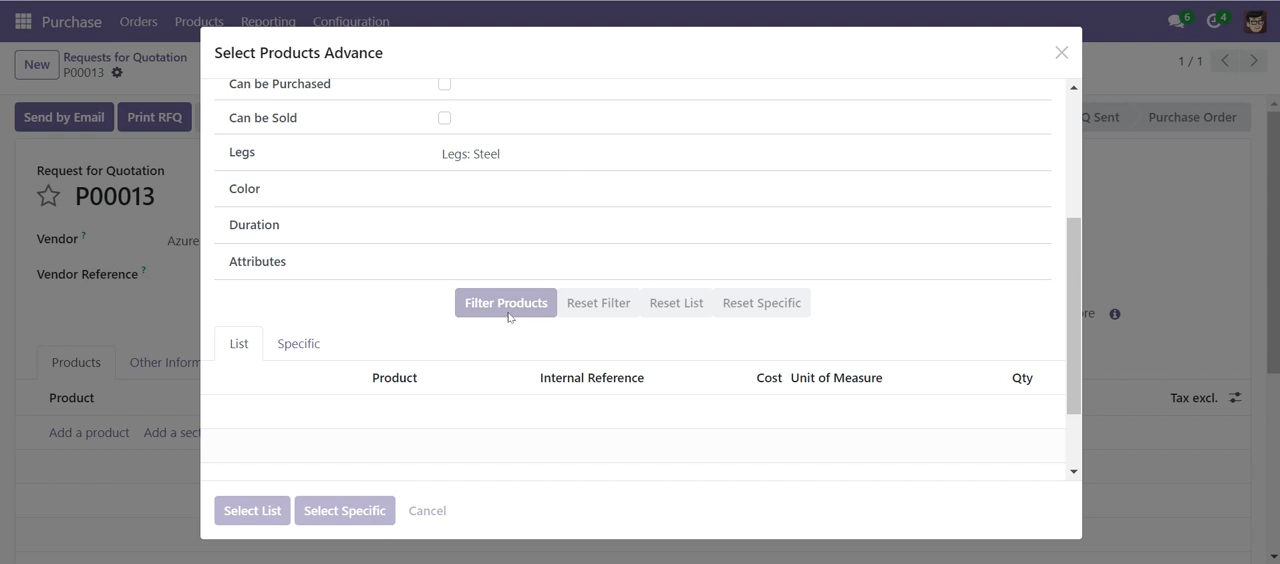 Purchase Orders Products Reporting Configuration 6 4
New Requests for Quotation
P00013
1 / 1
Select Products Advance
Send by Email Print RFQ Sent Purchase Order
Can be Purchased
Can be Sold
Legs Legs: Steel
Color
Duration
Attributes
Request for Quotation
P00013
Vendor ? Azure
Vendor Reference ?
Filter Products Reset Filter Reset List Reset Specific
List Specific
Product Internal Reference Cost Unit of Measure Qty
Products Other Inform
Product Tax excl.
Add a product Add a sect
Select List Select Specific Cancel